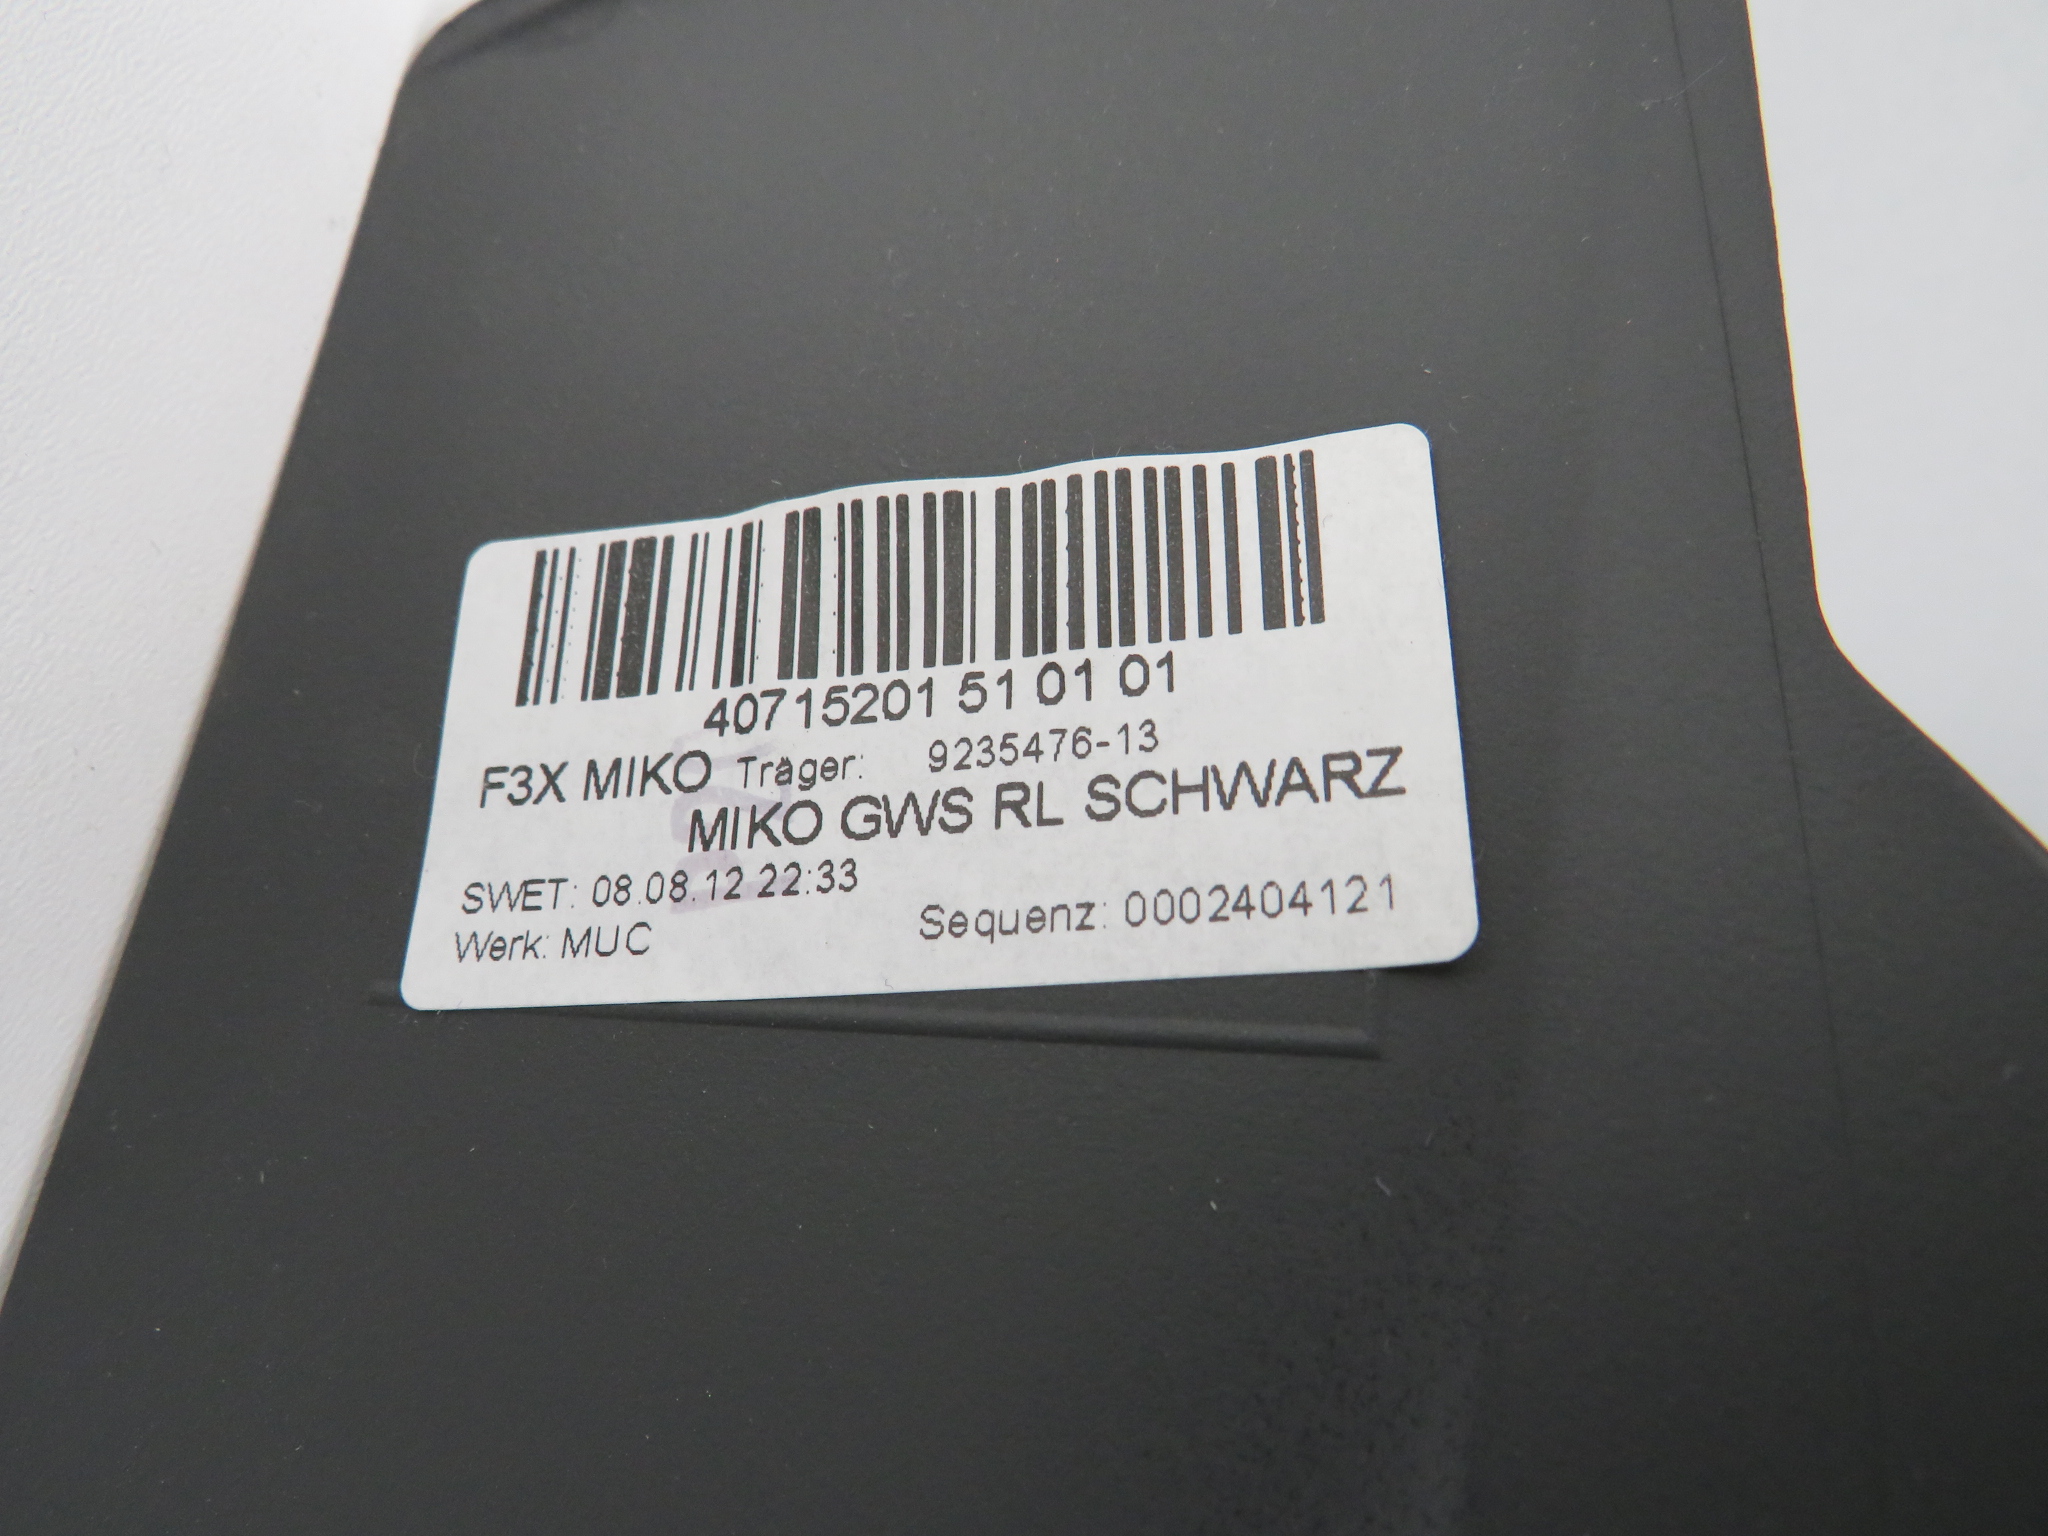 40715201 51 01 01
F3X MIKO Träger: 9235476-13
MIKO GWS RL SCHWARZ
SWET: 08.08.12 22:33
Sequenz: 0002404121
Werk: MUC